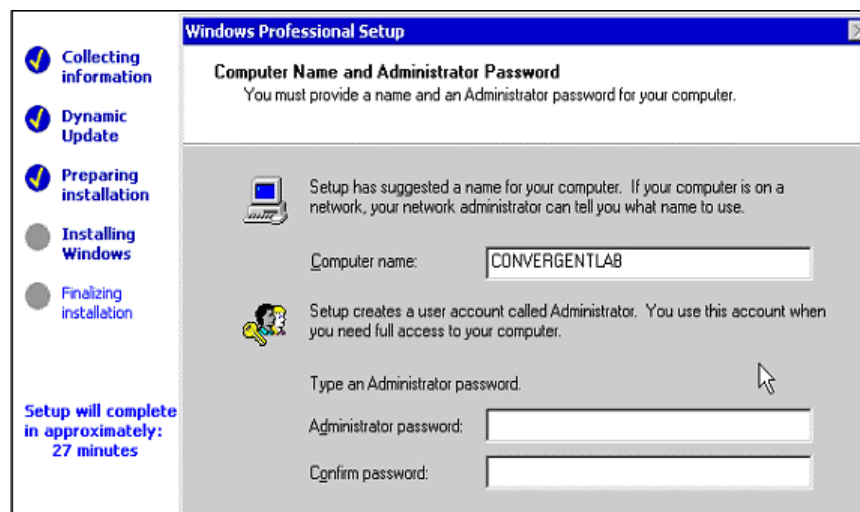 Collecting
information
Dynamic
Update
Preparing
installation
Installing
Windows
Finalizing
installation
Setup will complete
in approximately:
27 minutes
Windows Professional Setup
Computer Name and Administrator Password
You must provide a name and an Administrator password for your computer.
Setup has suggested a name for your computer. If your computer is on a
network, your network administrator can tell you what name to use.
Computer name: CONVERGENTLAB
Setup creates a user account called Administrator. You use this account when
you need full access to your computer.
Type an Administrator password.
Administrator password:
Confirm password: